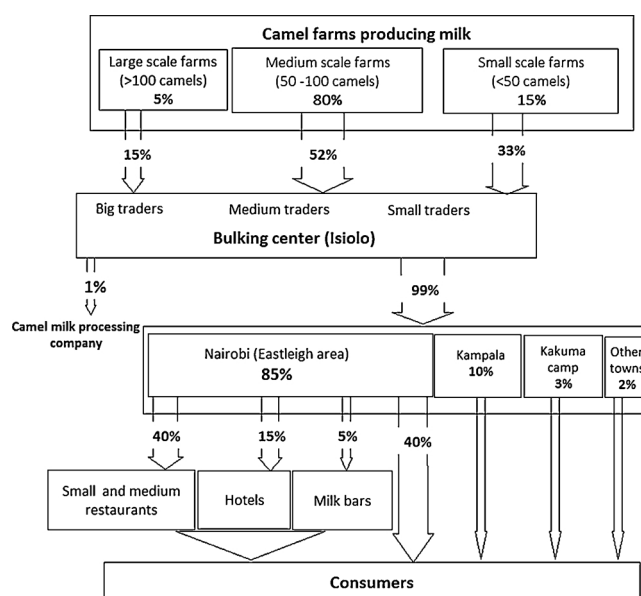 Camel farms producing milk
Large scale farms
(>100 camels)
5%
Medium scale farms
(50 -100 camels)
80%
Small scale farms
(<50 camels)
15%
15%
52%
33%
Big traders
Medium traders
Small traders
Bulking center (Isiolo)
1%
99%
Camel milk processing
company
Nairobi (Eastleigh area)
85%
Kampala
10%
Kakuma
camp
3%
Other
towns
2%
40%
15%
5%
40%
Small and medium
restaurants
Hotels
Milk bars
Consumers